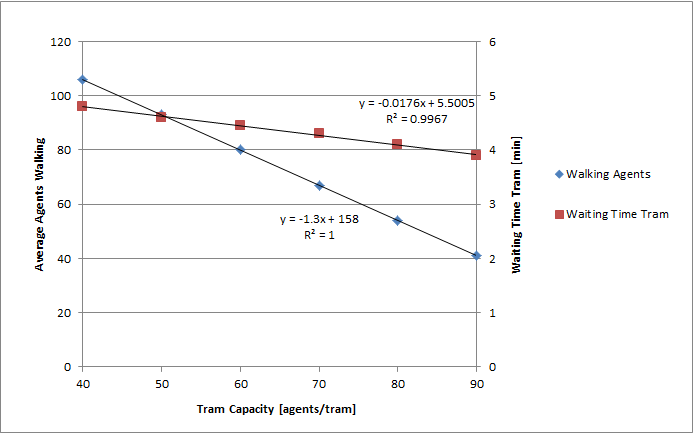 120
100
80
60
40
20
0
Average Agents Walking
6
5
4
3
2
1
0
Waiting Time Tram [min]
y = -0.0176x + 5.5005
R² = 0.9967
y = -1.3x + 158
R² = 1
40 50 60 70 80 90
Tram Capacity [agents/tram]
Walking Agents
Waiting Time Tram